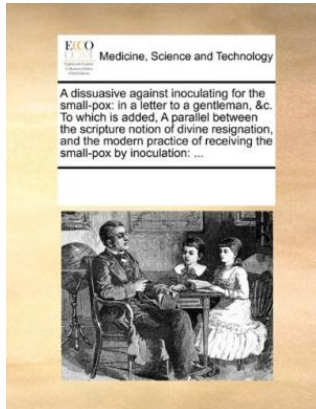 ECCO
Medicine, Science and Technology
A dissuasive against inoculating for the
small-pox: in a letter to a gentleman, &c.
To which is added, A parallel between
the scripture notion of divine resignation,
and the modern practice of receiving the
small-pox by inoculation: ...